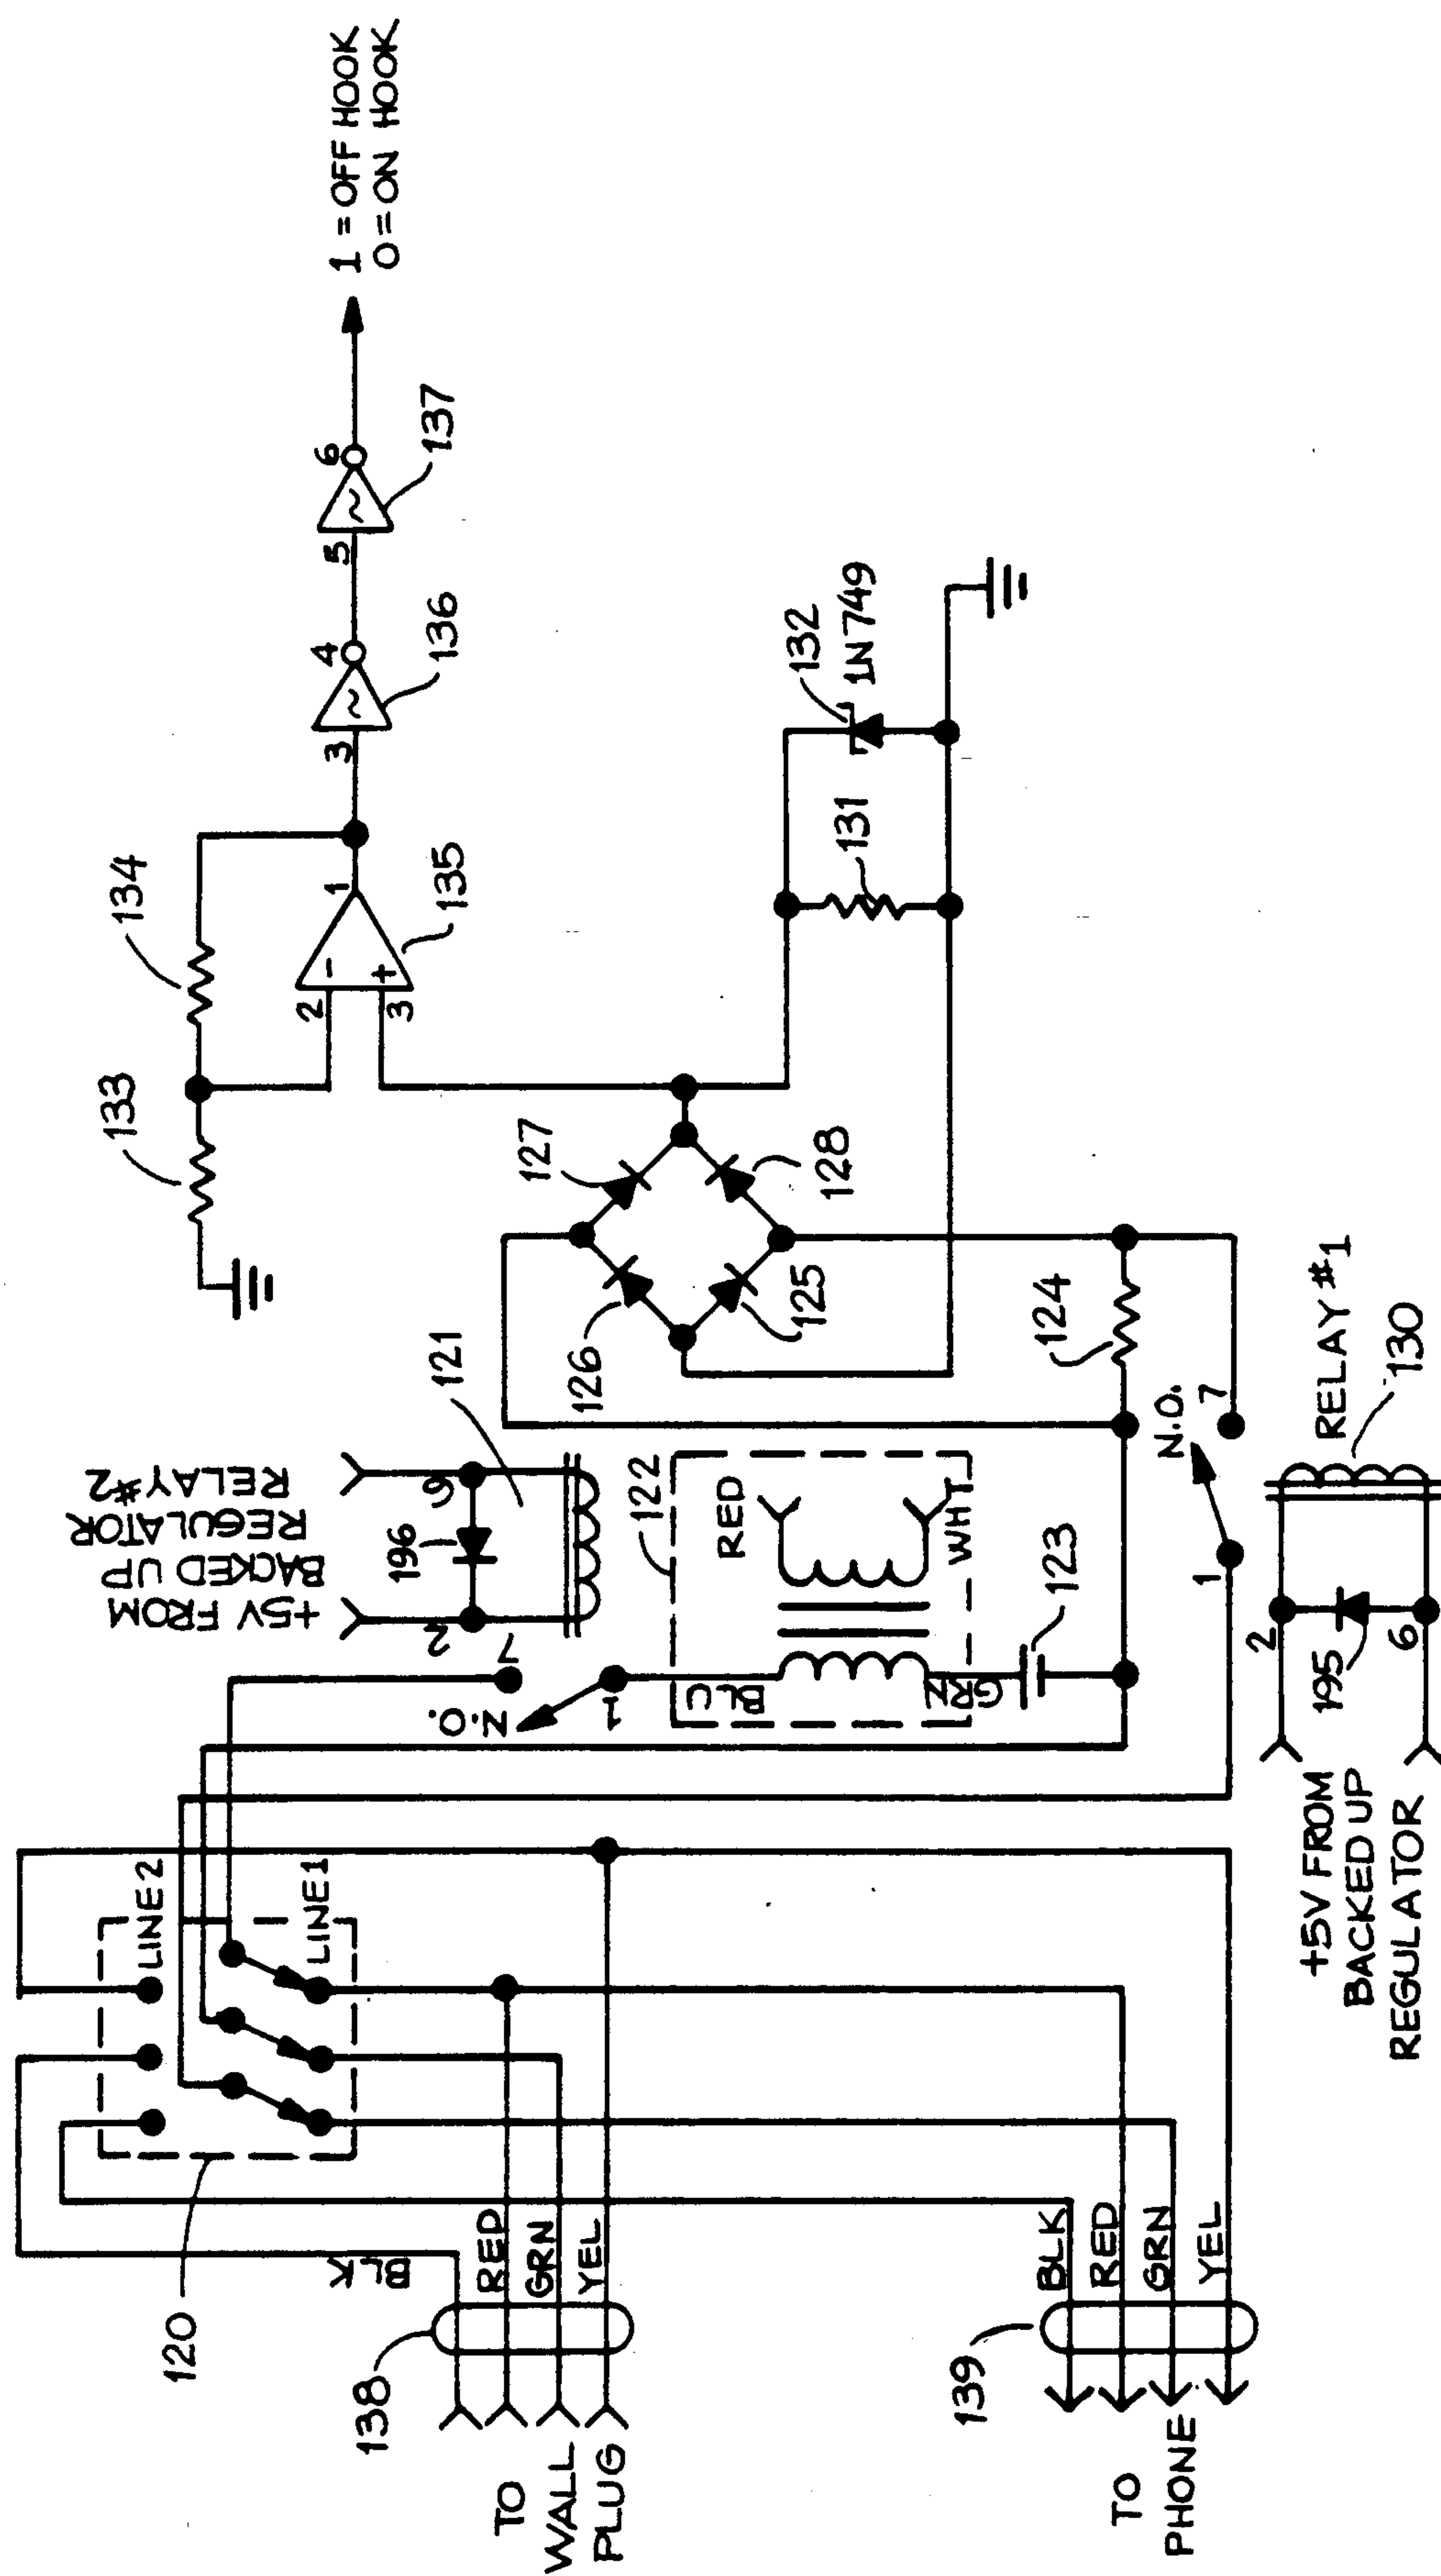 1 = OFF HOOK
0 = ON HOOK
133
134
2
-
3
+
1
135
3
4
136
5
6
137
LINE 2
LINE 1
120
BLK
RED
GRN
YEL
138
TO
WALL
PLUG
+5V FROM
BACKED UP
REGULATOR
RELAY #2
2
196
6
121
7
N.O.
1
122
BLC
GRN
RED
WHT
123
126
127
125
128
131
132
1N749
124
N.O.
7
1
BLK
RED
GRN
YEL
139
TO
PHONE
+5V FROM
BACKED UP
REGULATOR
2
195
6
RELAY #1
130